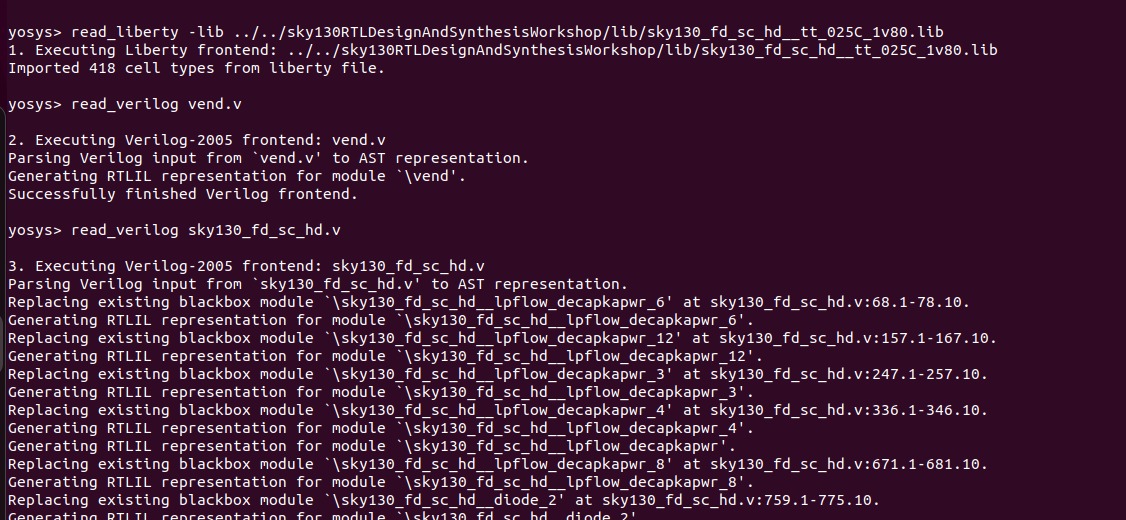 yosys> read_liberty -lib ../../sky130RTLDesignAndSynthesisWorkshop/lib/sky130_fd_sc_hd__tt_025C_1v80.lib
1. Executing Liberty frontend: ../../sky130RTLDesignAndSynthesisWorkshop/lib/sky130_fd_sc_hd__tt_025C_1v80.lib
Imported 418 cell types from liberty file.
yosys> read_verilog vend.v
2. Executing Verilog-2005 frontend: vend.v
Parsing Verilog input from `vend.v' to AST representation.
Generating RTLIL representation for module `\vend'.
Successfully finished Verilog frontend.
yosys> read_verilog sky130_fd_sc_hd.v
3. Executing Verilog-2005 frontend: sky130_fd_sc_hd.v
Parsing Verilog input from `sky130_fd_sc_hd.v' to AST representation.
Replacing existing blackbox module `\sky130_fd_sc_hd__lpflow_decapkapwr_6' at sky130_fd_sc_hd.v:68.1-78.10.
Generating RTLIL representation for module `\sky130_fd_sc_hd__lpflow_decapkapwr_6'.
Replacing existing blackbox module `\sky130_fd_sc_hd__lpflow_decapkapwr_12' at sky130_fd_sc_hd.v:157.1-167.10.
Generating RTLIL representation for module `\sky130_fd_sc_hd__lpflow_decapkapwr_12'.
Replacing existing blackbox module `\sky130_fd_sc_hd__lpflow_decapkapwr_3' at sky130_fd_sc_hd.v:247.1-257.10.
Generating RTLIL representation for module `\sky130_fd_sc_hd__lpflow_decapkapwr_3'.
Replacing existing blackbox module `\sky130_fd_sc_hd__lpflow_decapkapwr_4' at sky130_fd_sc_hd.v:336.1-346.10.
Generating RTLIL representation for module `\sky130_fd_sc_hd__lpflow_decapkapwr_4'.
Generating RTLIL representation for module `\sky130_fd_sc_hd__lpflow_decapkapwr'.
Replacing existing blackbox module `\sky130_fd_sc_hd__lpflow_decapkapwr_8' at sky130_fd_sc_hd.v:671.1-681.10.
Generating RTLIL representation for module `\sky130_fd_sc_hd__lpflow_decapkapwr_8'.
Replacing existing blackbox module `\sky130_fd_sc_hd__diode_2' at sky130_fd_sc_hd.v:759.1-775.10.
Generating RTLIL representation for module `\sky130_fd_sc_hd__diode_2'.